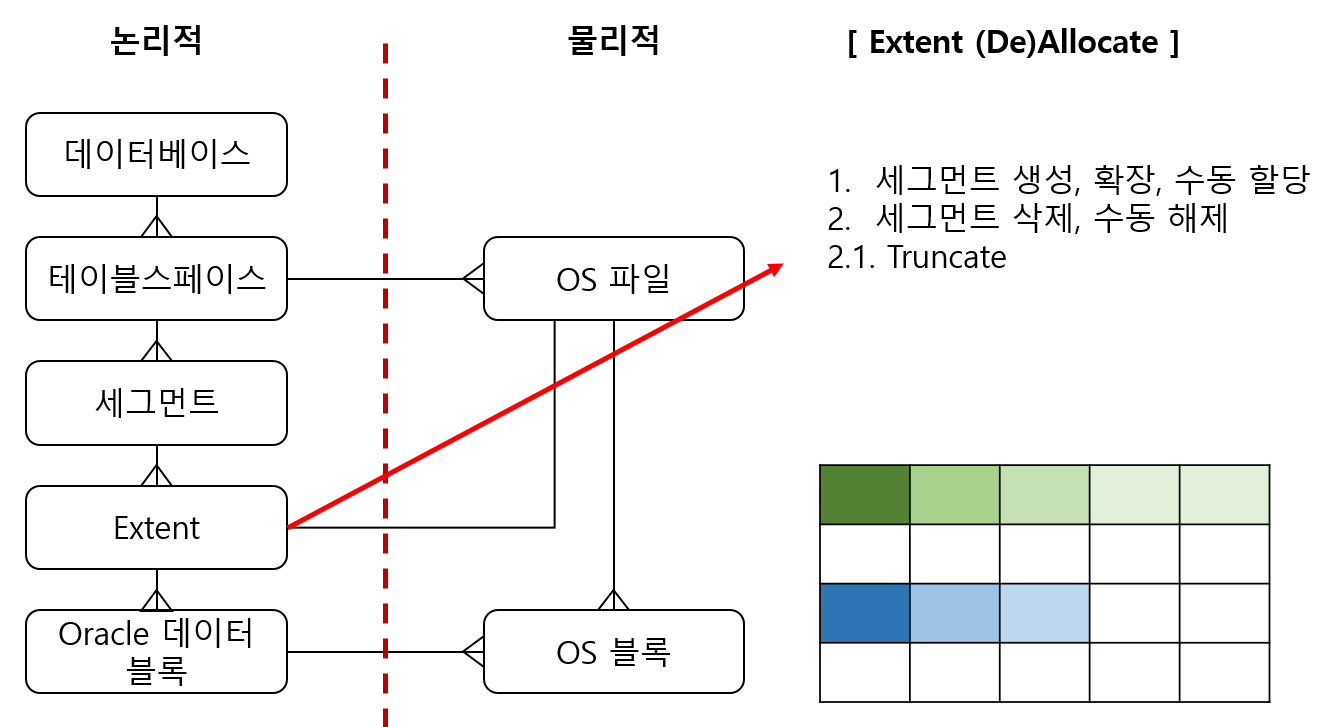 논리적
물리적
[ Extent (De)Allocate ]
데이터베이스
테이블스페이스
세그먼트
Extent
Oracle 데이터
블록
OS 파일
OS 블록
1. 세그먼트 생성, 확장, 수동 할당
2. 세그먼트 삭제, 수동 해제
2.1. Truncate